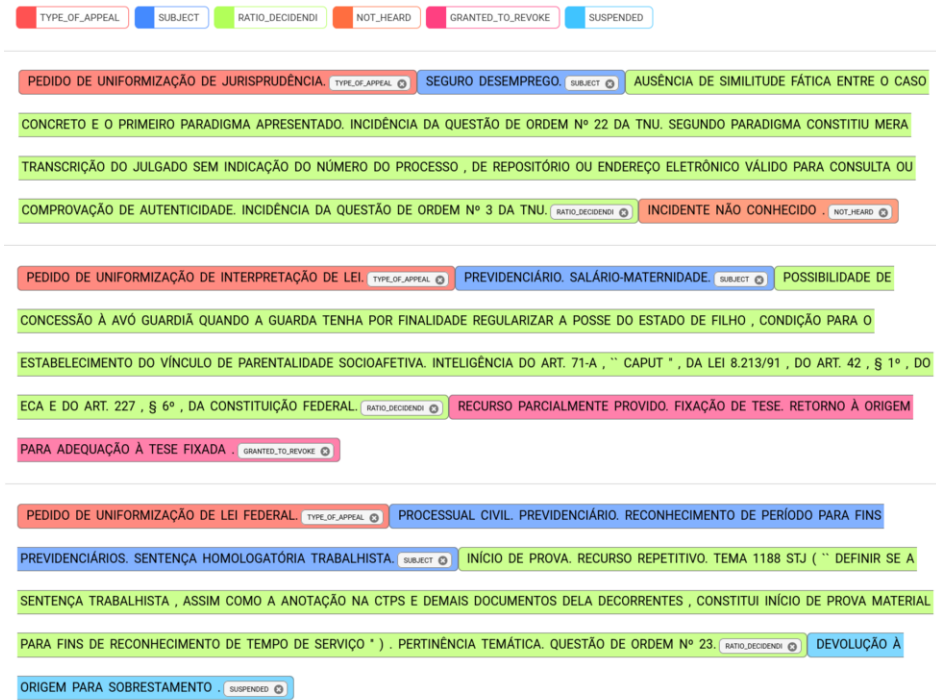 TYPE_OF_APPEAL SUBJECT RATIO_DECIDENDI NOT_HEARD GRANTED_TO_REVOKE SUSPENDED
PEDIDO DE UNIFORMIZAÇÃO DE JURISPRUDÊNCIA. TYPE_OF_APPEAL SEGURO DESEMPREGO. SUBJECT AUSÊNCIA DE SIMILITUDE FÁTICA ENTRE O CASO
CONCRETO E O PRIMEIRO PARADIGMA APRESENTADO. INCIDÊNCIA DA QUESTÃO DE ORDEM Nº 22 DA TNU. SEGUNDO PARADIGMA CONSTITIU MERA
TRANSCRIÇÃO DO JULGADO SEM INDICAÇÃO DO NÚMERO DO PROCESSO , DE REPOSITÓRIO OU ENDEREÇO ELETRÔNICO VÁLIDO PARA CONSULTA OU
COMPROVAÇÃO DE AUTENTICIDADE. INCIDÊNCIA DA QUESTÃO DE ORDEM Nº 3 DA TNU. RATIO_DECIDENDI INCIDENTE NÃO CONHECIDO . NOT_HEARD
PEDIDO DE UNIFORMIZAÇÃO DE INTERPRETAÇÃO DE LEI. TYPE_OF_APPEAL PREVIDENCIÁRIO. SALÁRIO-MATERNIDADE. SUBJECT POSSIBILIDADE DE
CONCESSÃO À AVÓ GUARDIÃ QUANDO A GUARDA TENHA POR FINALIDADE REGULARIZAR A POSSE DO ESTADO DE FILHO , CONDIÇÃO PARA O
ESTABELECIMENTO DO VÍNCULO DE PARENTALIDADE SOCIOAFETIVA. INTELIGÊNCIA DO ART. 71-A , `` CAPUT " , DA LEI 8.213/91 , DO ART. 42 , § 1º , DO
ECA E DO ART. 227 , § 6º , DA CONSTITUIÇÃO FEDERAL. RATIO_DECIDENDI RECURSO PARCIALMENTE PROVIDO. FIXAÇÃO DE TESE. RETORNO À ORIGEM
PARA ADEQUAÇÃO À TESE FIXADA . GRANTED_TO_REVOKE
PEDIDO DE UNIFORMIZAÇÃO DE LEI FEDERAL. TYPE_OF_APPEAL PROCESSUAL CIVIL. PREVIDENCIÁRIO. RECONHECIMENTO DE PERÍODO PARA FINS
PREVIDENCIÁRIOS. SENTENÇA HOMOLOGATÓRIA TRABALHISTA. SUBJECT INÍCIO DE PROVA. RECURSO REPETITIVO. TEMA 1188 STJ ( `` DEFINIR SE A
SENTENÇA TRABALHISTA , ASSIM COMO A ANOTAÇÃO NA CTPS E DEMAIS DOCUMENTOS DELA DECORRENTES , CONSTITUI INÍCIO DE PROVA MATERIAL
PARA FINS DE RECONHECIMENTO DE TEMPO DE SERVIÇO " ) . PERTINÊNCIA TEMÁTICA. QUESTÃO DE ORDEM Nº 23. RATIO_DECIDENDI DEVOLUÇÃO À
ORIGEM PARA SOBRESTAMENTO . SUSPENDED